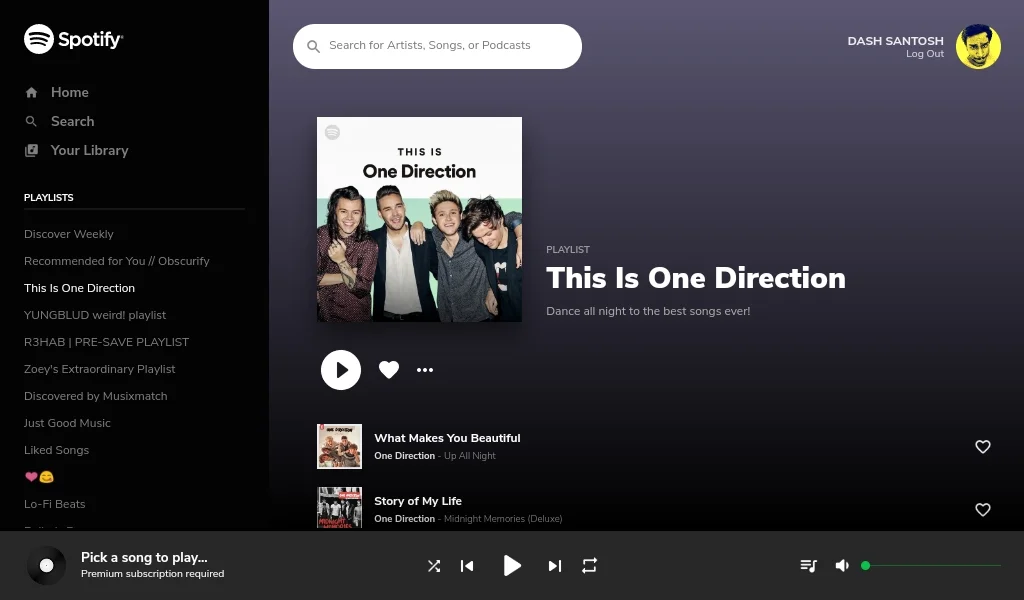 Spotify
Home
Search
Your Library
PLAYLISTS
Discover Weekly
Recommended for You // Obscurify
This Is One Direction
YUNGBLUD weird! playlist
R3HAB | PRE-SAVE PLAYLIST
Zoey's Extraordinary Playlist
Discovered by Musixmatch
Just Good Music
Liked Songs
❤️😋
Lo-Fi Beats
Search for Artists, Songs, or Podcasts
DASH SANTOSH
Log Out
THIS IS
One Direction
PLAYLIST
This Is One Direction
Dance all night to the best songs ever!
What Makes You Beautiful
One Direction - Up All Night
Story of My Life
One Direction - Midnight Memories (Deluxe)
Pick a song to play...
Premium subscription required